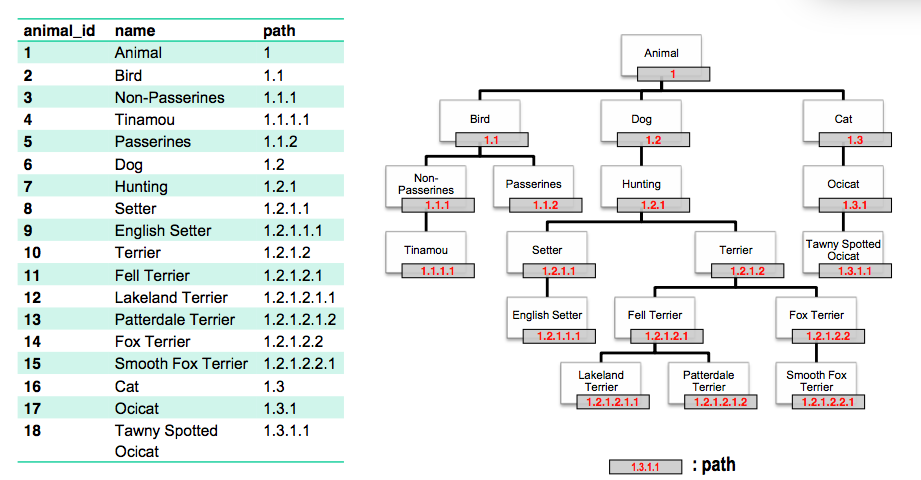 animal_id name path
1 Animal 1
2 Bird 1.1
3 Non-Passerines 1.1.1
4 Tinamou 1.1.1.1
5 Passerines 1.1.2
6 Dog 1.2
7 Hunting 1.2.1
8 Setter 1.2.1.1
9 English Setter 1.2.1.1.1
10 Terrier 1.2.1.2
11 Fell Terrier 1.2.1.2.1
12 Lakeland Terrier 1.2.1.2.1.1
13 Patterdale Terrier 1.2.1.2.1.2
14 Fox Terrier 1.2.1.2.2
15 Smooth Fox Terrier 1.2.1.2.2.1
16 Cat 1.3
17 Ocicat 1.3.1
18 Tawny Spotted 1.3.1.1
Ocicat
Animal
1
Bird
1.1
Dog
1.2
Cat
1.3
Non-
Passerines
1.1.1
Passerines
1.1.2
Hunting
1.2.1
Ocicat
1.3.1
Tinamou
1.1.1.1
Setter
1.2.1.1
Terrier
1.2.1.2
Tawny Spotted
Ocicat
1.3.1.1
English Setter
1.2.1.1.1
Fell Terrier
1.2.1.2.1
Fox Terrier
1.2.1.2.2
Lakeland
Terrier
1.2.1.2.1.1
Patterdale
Terrier
1.2.1.2.1.2
Smooth Fox
Terrier
1.2.1.2.2.1
1.3.1.1 : path